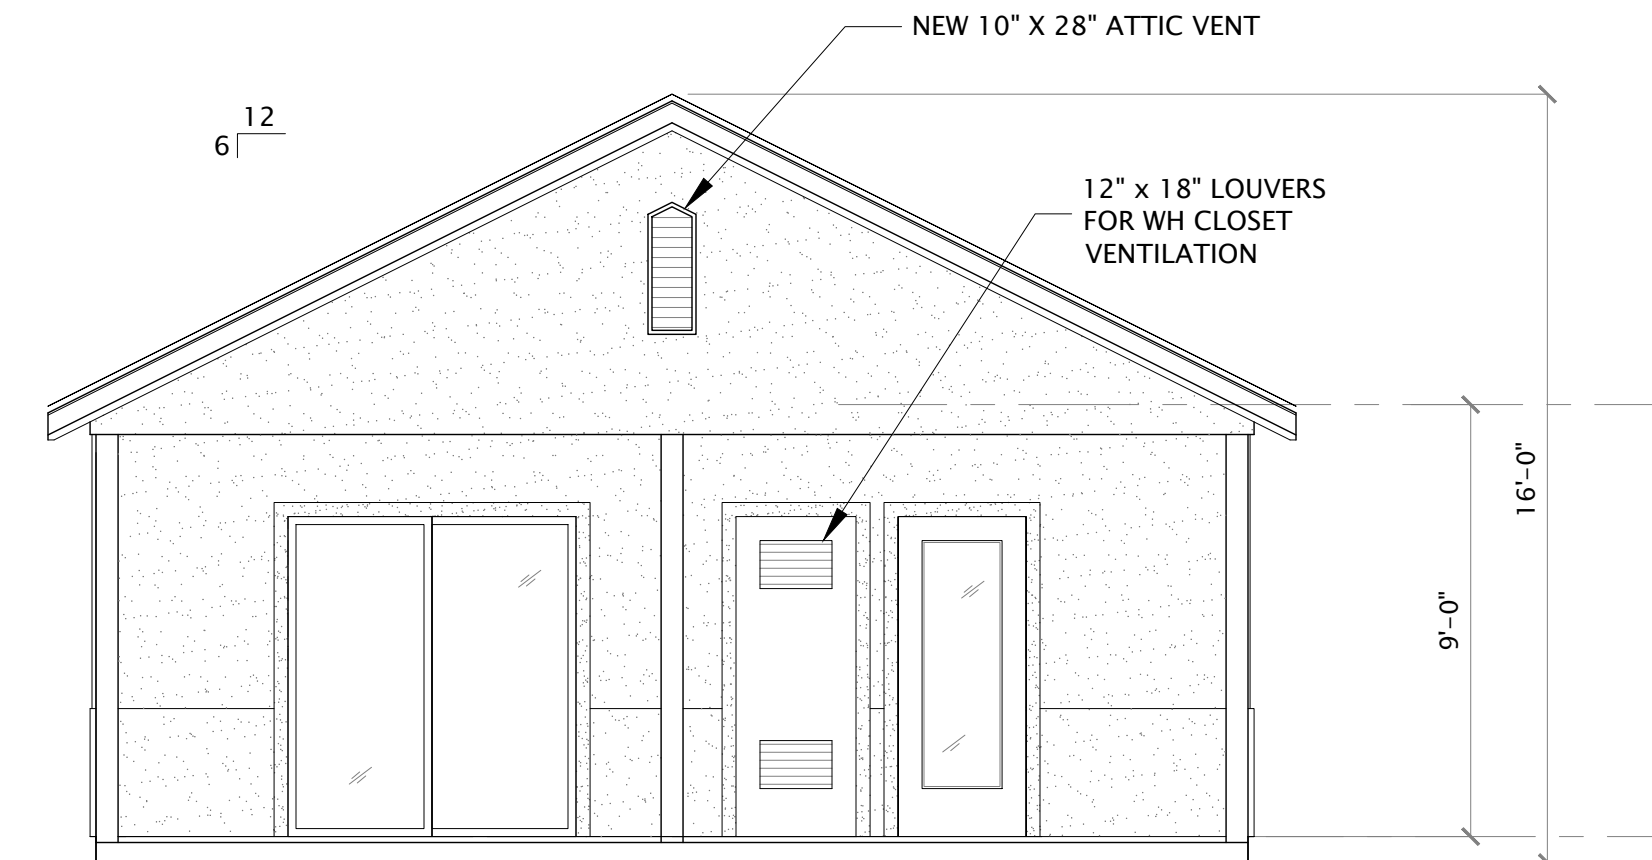 NEW 10" X 28" ATTIC VENT
12
6
12" x 18" LOUVERS
FOR WH CLOSET
VENTILATION
16'-0"
9'-0"